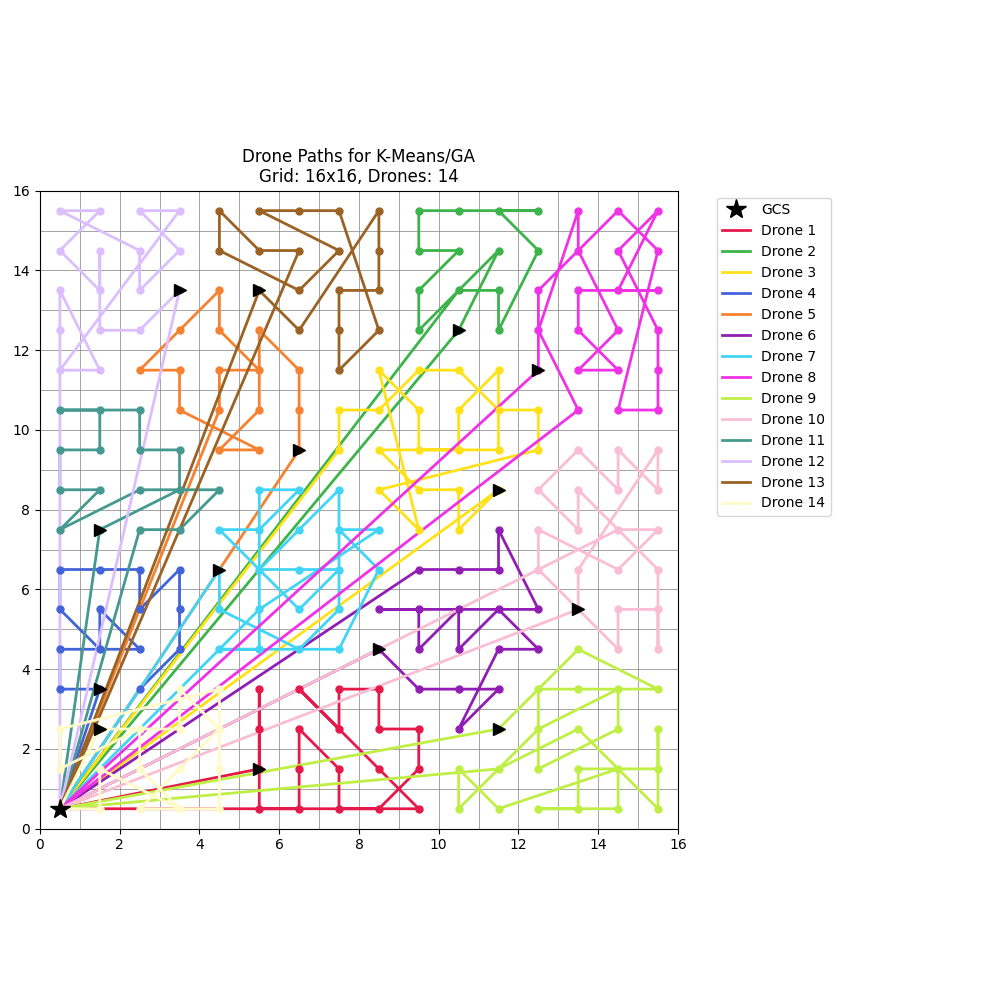 Drone Paths for K-Means/GA
Grid: 16x16, Drones: 14
16
14
12
10
8
6
4
2
0
0 2 4 6 8 10 12 14 16
GCS
Drone 1
Drone 2
Drone 3
Drone 4
Drone 5
Drone 6
Drone 7
Drone 8
Drone 9
Drone 10
Drone 11
Drone 12
Drone 13
Drone 14